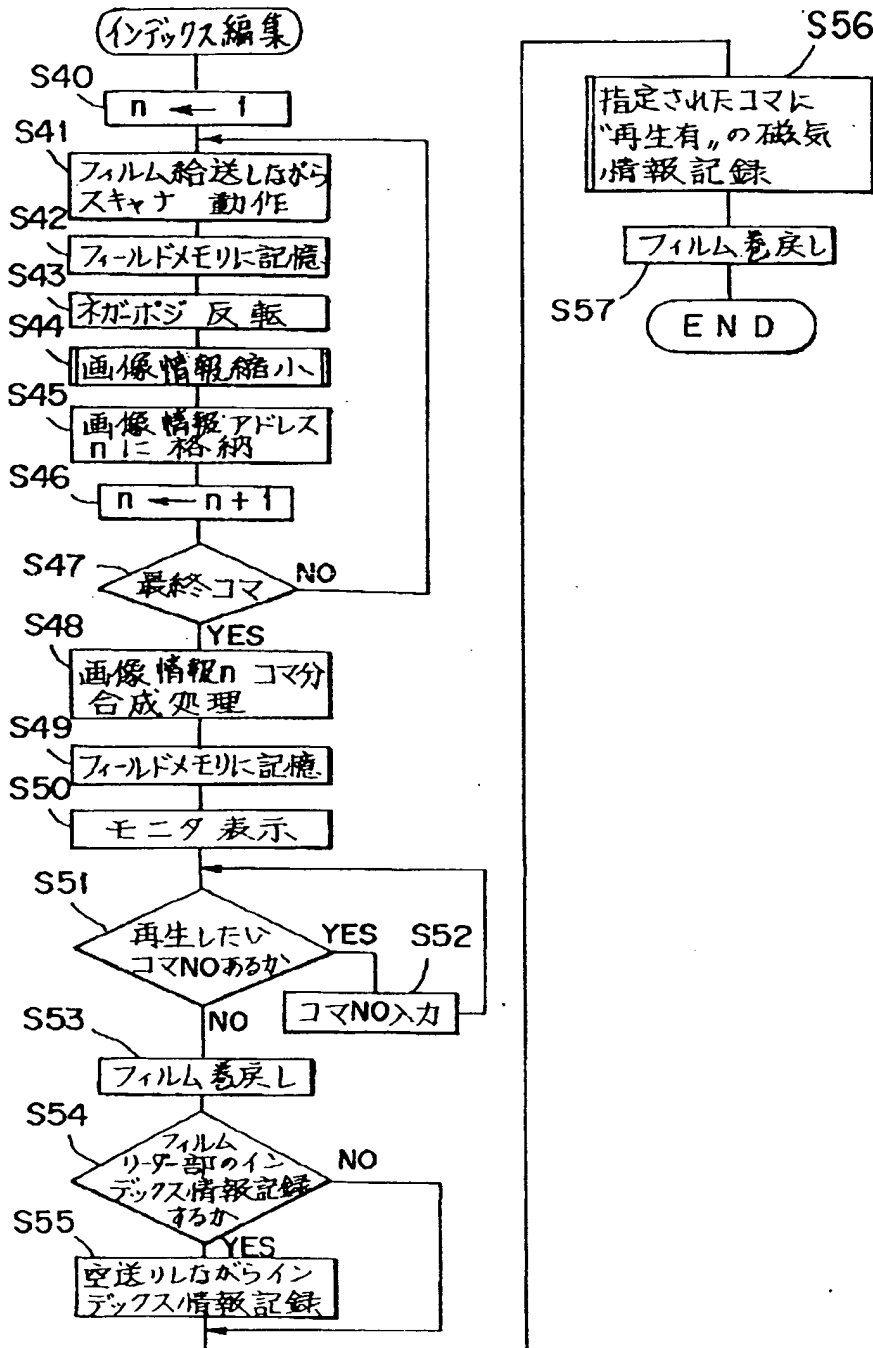 インデックス編集
S40
n ← 1
S41
フィルム給送しながら
スキャナ 動作
S42
フィールドメモリに記憶
S43
ネガーポジ 反転
S44
画像情報縮小
S45
画像情報アドレス
nに格納
S46
n ← n+1
S47
最終コマ
NO
YES
S48
画像情報n コマ分
合成処理
S49
フィールドメモリに記憶
S50
モニタ 表示
S51
再生したい
コマNOあるか
YES
S52
コマNO入力
NO
S53
フィルム巻戻し
S54
フィルム
リーダー部のイン
デックス情報記録
するか
NO
YES
S55
空送りしながらイン
デックス情報記録
S56
指定されたコマに
"再生有〟の磁気
情報記録
フィルム巻戻し
S57
END